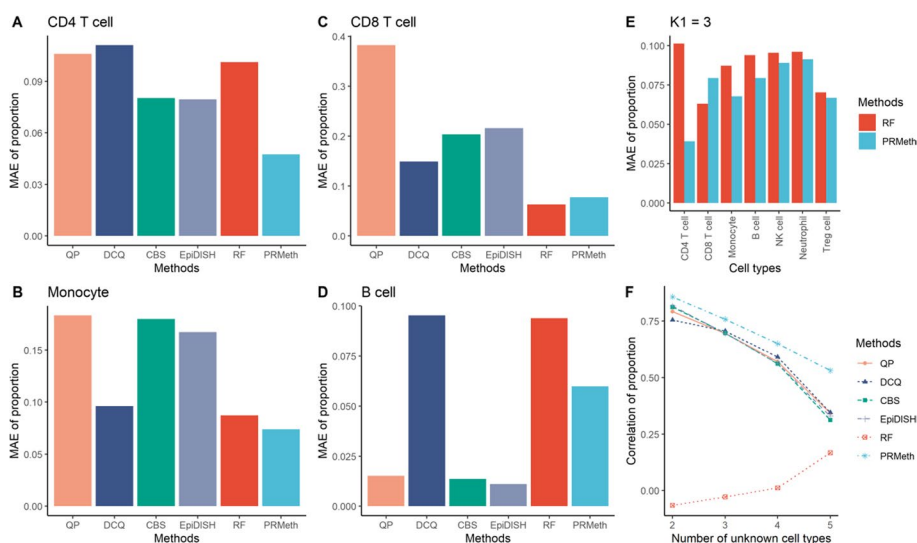 A CD4 T cell
MAE of proportion
0.09
0.06
0.03
0.00
QP DCQ CBS EpiDISH RF PRMeth
Methods
C CD8 T cell
MAE of proportion
0.4
0.3
0.2
0.1
0.0
QP DCQ CBS EpiDISH RF PRMeth
Methods
E K1 = 3
MAE of proportion
0.100
0.075
0.050
0.025
0.000
CD4 T cell
CD8 T cell
Monocyte
B cell
NK cell
Neutrophil
Treg cell
Cell types
Methods
RF
PRMeth
B Monocyte
MAE of proportion
0.15
0.10
0.05
0.00
QP DCQ CBS EpiDISH RF PRMeth
Methods
D B cell
MAE of proportion
0.100
0.075
0.050
0.025
0.000
QP DCQ CBS EpiDISH RF PRMeth
Methods
F
Correlation of proportion
0.75
0.50
0.25
0.00
2 3 4 5
Number of unknown cell types
Methods
QP
DCQ
CBS
EpiDISH
RF
PRMeth